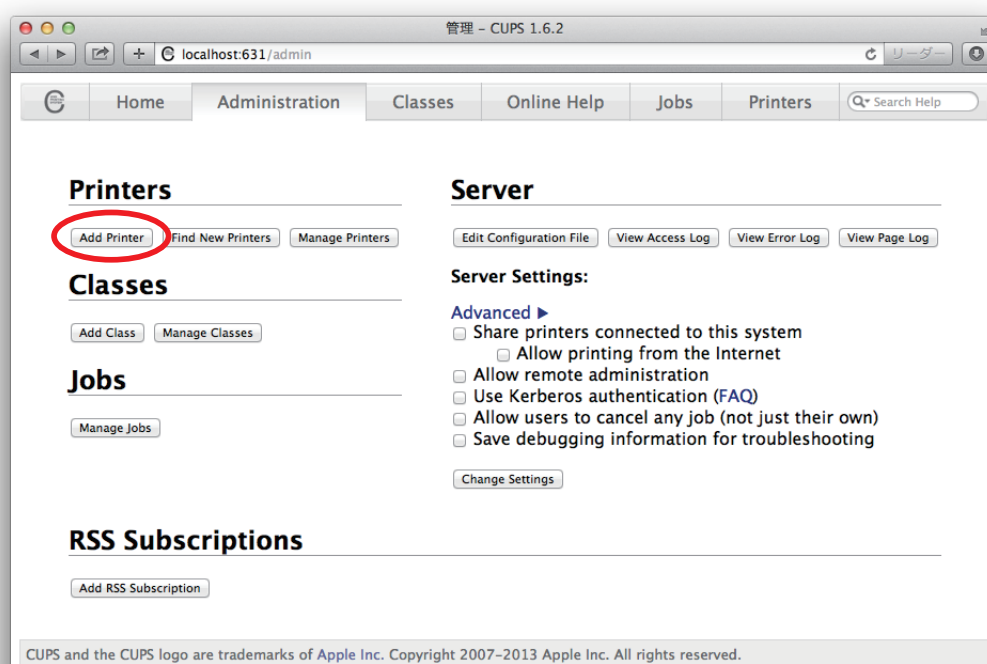 管理 – CUPS 1.6.2
localhost:631/admin
リーダー
Home Administration Classes Online Help Jobs Printers Search Help
Printers
Add Printer Find New Printers Manage Printers
Classes
Add Class Manage Classes
Jobs
Manage Jobs
Server
Edit Configuration File View Access Log View Error Log View Page Log
Server Settings:
Advanced ▶
Share printers connected to this system
Allow printing from the Internet
Allow remote administration
Use Kerberos authentication (FAQ)
Allow users to cancel any job (not just their own)
Save debugging information for troubleshooting
Change Settings
RSS Subscriptions
Add RSS Subscription
CUPS and the CUPS logo are trademarks of Apple Inc. Copyright 2007–2013 Apple Inc. All rights reserved.